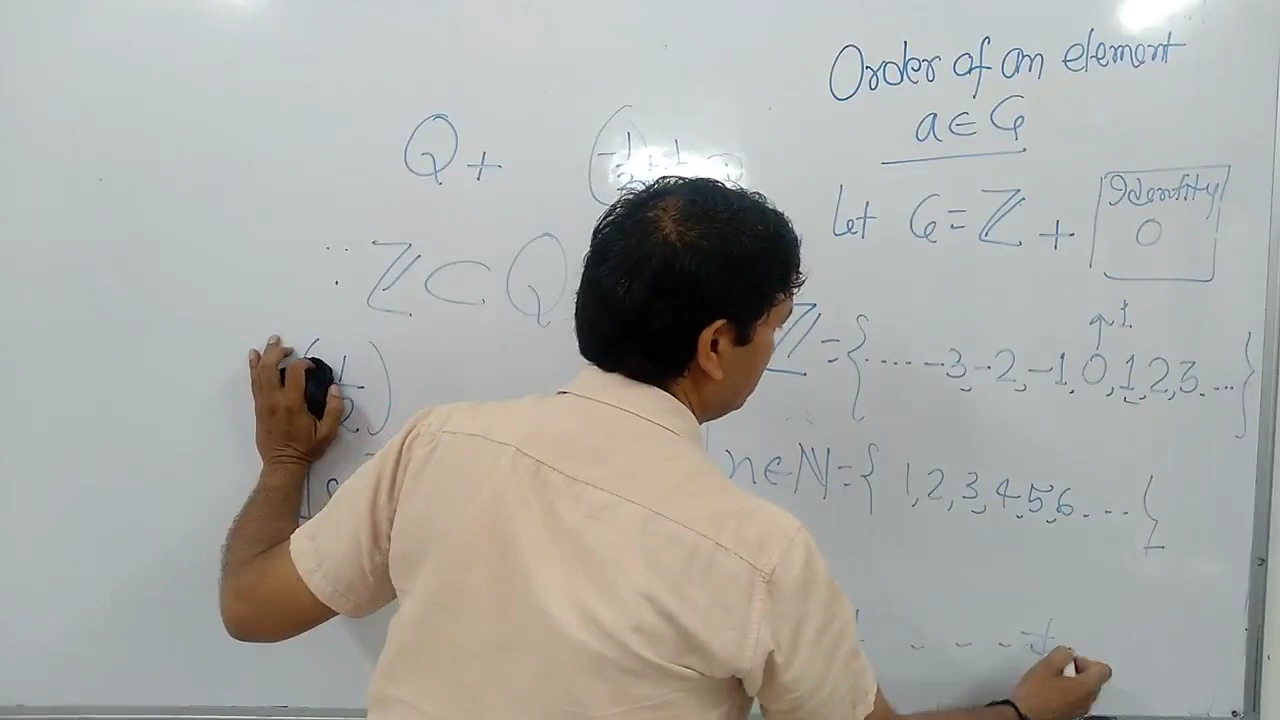 Order of an element
a ∈ G
Let G = ℤ +
Identity
0
Q +
∵ ℤ ⊂ Q
ℤ = { ..... -3, -2, -1, 0, 1, 2, 3 ... }
n ∈ ℕ = { 1, 2, 3, 4, 5, 6 .... }